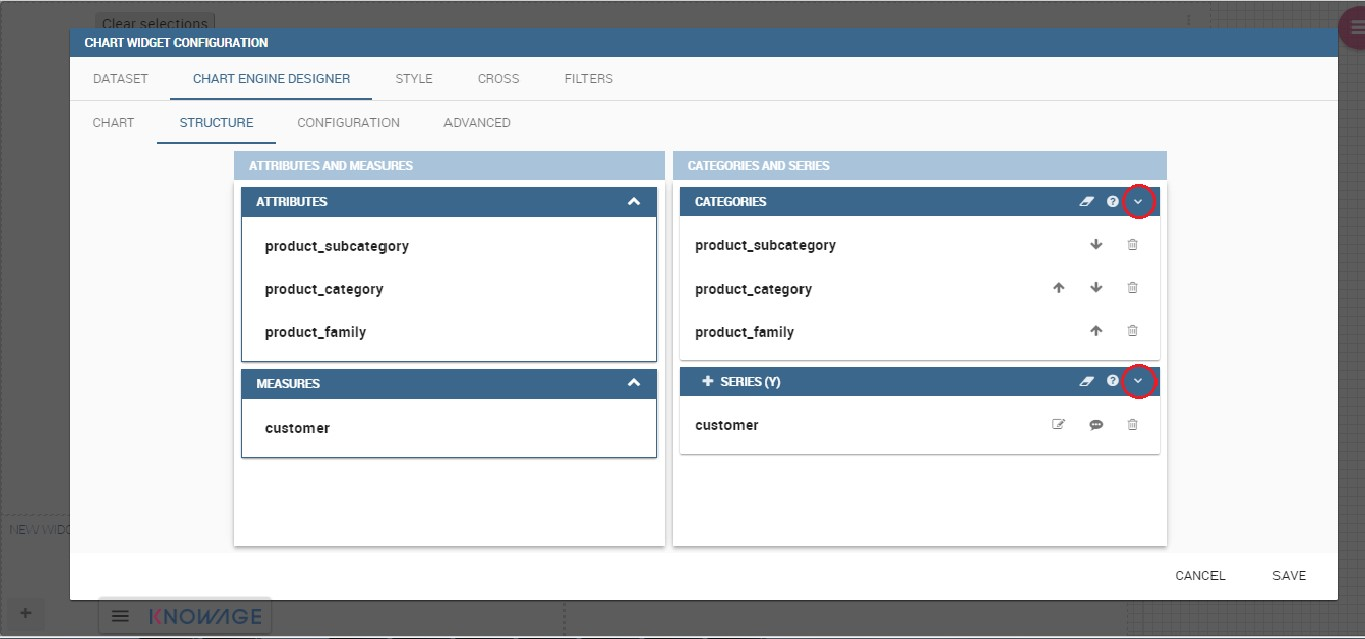 Clear selections
CHART WIDGET CONFIGURATION
DATASET CHART ENGINE DESIGNER STYLE CROSS FILTERS
CHART STRUCTURE CONFIGURATION ADVANCED
ATTRIBUTES AND MEASURES
ATTRIBUTES
product_subcategory
product_category
product_family
MEASURES
customer
CATEGORIES AND SERIES
CATEGORIES
product_subcategory
product_category
product_family
SERIES (Y)
customer
NEW WIDG
CANCEL SAVE
KNOWAGE